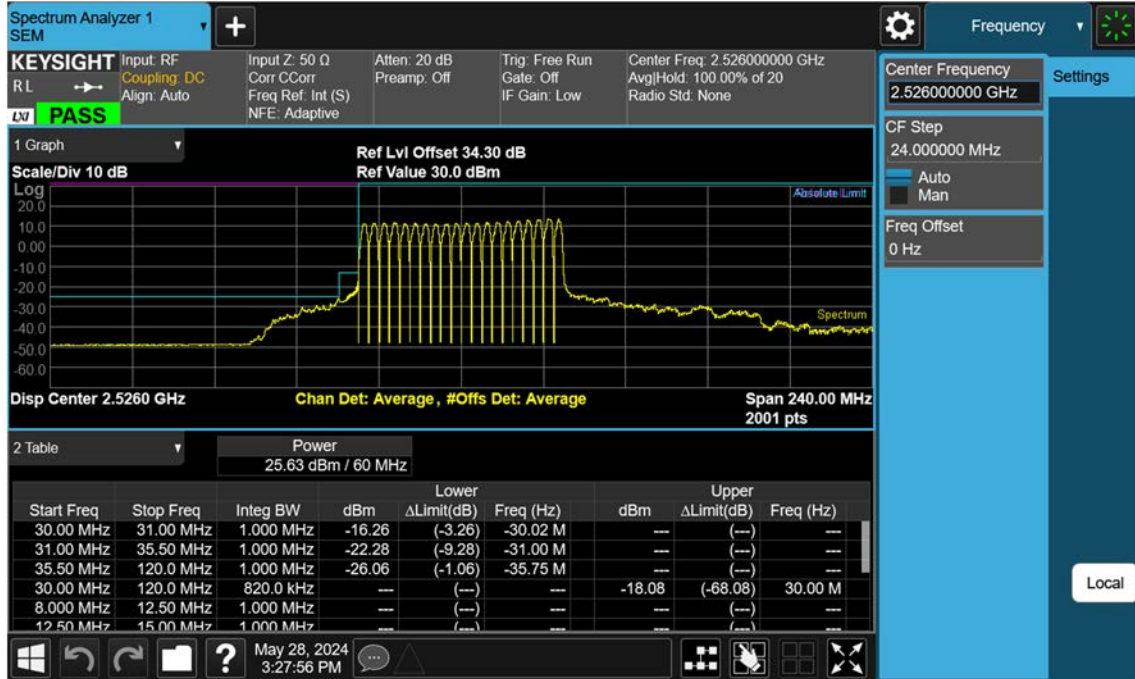 Spectrum Analyzer 1
SEM
Frequency
KEYSIGHT
R L
LXI PASS
Input: RF
Coupling: DC
Align: Auto
Input Z: 50 Ω
Corr CCorr
Freq Ref: Int (S)
NFE: Adaptive
Atten: 20 dB
Preamp: Off
Trig: Free Run
Gate: Off
IF Gain: Low
Center Freq: 2.526000000 GHz
Avg|Hold: 100.00% of 20
Radio Std: None
Center Frequency
2.526000000 GHz
Settings
CF Step
24.000000 MHz
Auto
Man
Freq Offset
0 Hz
Local
1 Graph
Scale/Div 10 dB
Ref Lvl Offset 34.30 dB
Ref Value 30.0 dBm
Log
20.0
10.0
0.00
-10.0
-20.0
-30.0
-40.0
-50.0
-60.0
Limit
Spectrum
Disp Center 2.5260 GHz
Chan Det: Average, #Offs Det: Average
Span 240.00 MHz
2001 pts
2 Table
Power
25.63 dBm / 60 MHz
Lower Upper
Start Freq Stop Freq Integ BW dBm ΔLimit(dB) Freq (Hz) dBm ΔLimit(dB) Freq (Hz)
30.00 MHz 31.00 MHz 1.000 MHz -16.26 (-3.26) -30.02 M --- (---) ---
31.00 MHz 35.50 MHz 1.000 MHz -22.28 (-9.28) -31.00 M --- (---) ---
35.50 MHz 120.0 MHz 1.000 MHz -26.06 (-1.06) -35.75 M --- (---) ---
30.00 MHz 120.0 MHz 820.0 kHz --- (---) --- -18.08 (-68.08) 30.00 M
8.000 MHz 12.50 MHz 1.000 MHz --- (---) --- --- (---) ---
12.50 MHz 15.00 MHz 1.000 MHz --- (---) --- --- (---) ---
May 28, 2024
3:27:56 PM